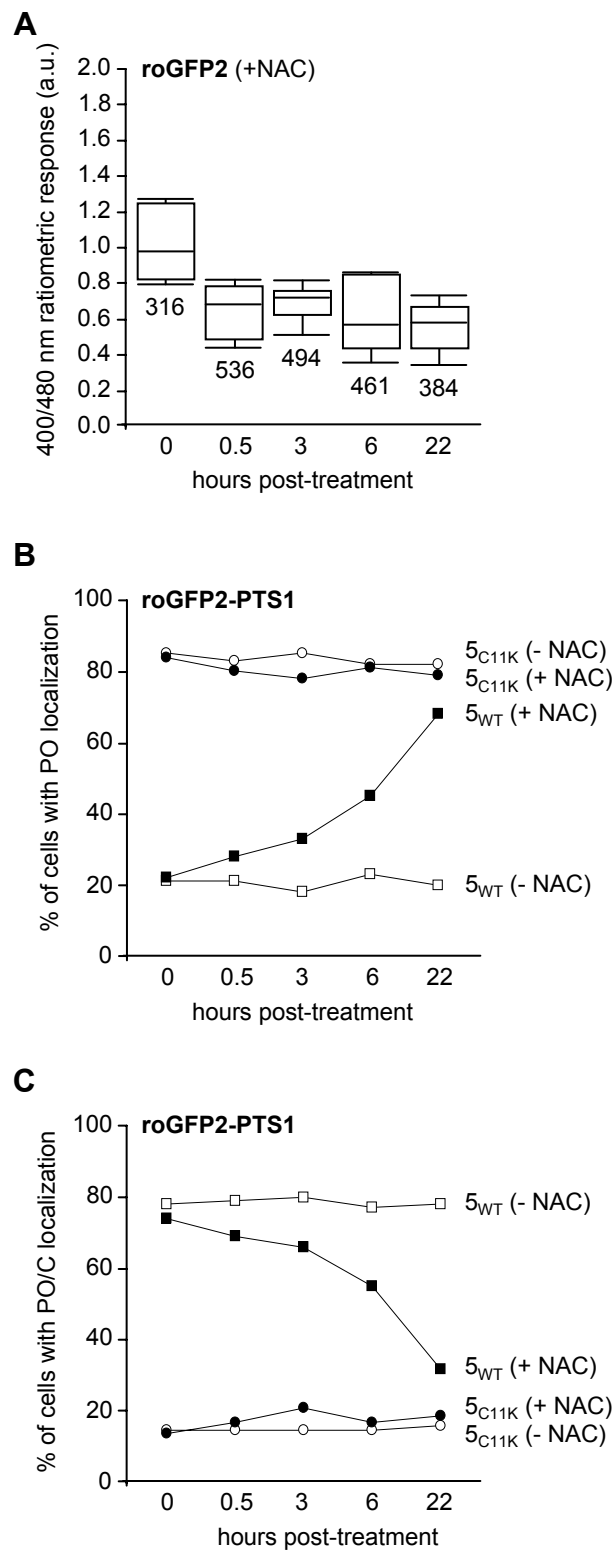 A
roGFP2 (+NAC)
400/480 nm ratiometric response (a.u.)
2.0
1.8
1.6
1.4
1.2
1.0
0.8
0.6
0.4
0.2
0.0
316
536
494
461
384
0 0.5 3 6 22
hours post-treatment
B
roGFP2-PTS1
% of cells with PO localization
100
80
60
40
20
0
5C11K (- NAC)
5C11K (+ NAC)
5WT (+ NAC)
5WT (- NAC)
0 0.5 3 6 22
hours post-treatment
C
roGFP2-PTS1
% of cells with PO/C localization
100
80
60
40
20
0
5WT (- NAC)
5WT (+ NAC)
5C11K (+ NAC)
5C11K (- NAC)
0 0.5 3 6 22
hours post-treatment